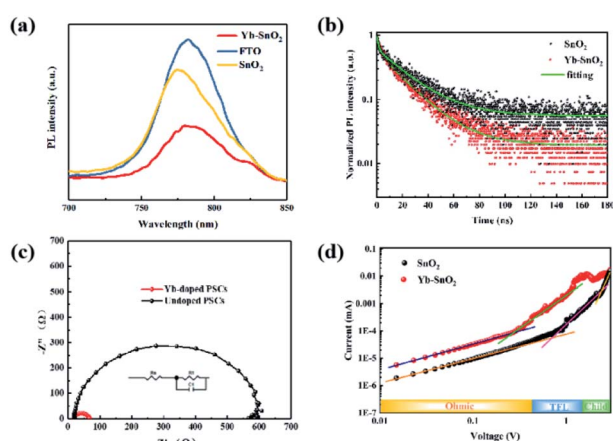 (a)
Yb-SnO₂
FTO
SnO₂
PL intensity (a.u.)
700 750 800 850
Wavelength (nm)
(b)
SnO₂
Yb-SnO₂
fitting
Normalized PL intensity (a.u.)
1
0.1
0.01
0 20 40 60 80 100 120 140 160 180
Time (ns)
(c)
700
600
500
400
300
200
100
0
-Z'' (Ω)
Yb-doped PSCs
Undoped PSCs
0 100 200 300 400 500 600 700
(d)
SnO₂
Yb-SnO₂
Current (mA)
0.1
0.01
0.001
1E-4
1E-5
1E-6
1E-7
Ohmic
TFL
0.1 1
Voltage (V)